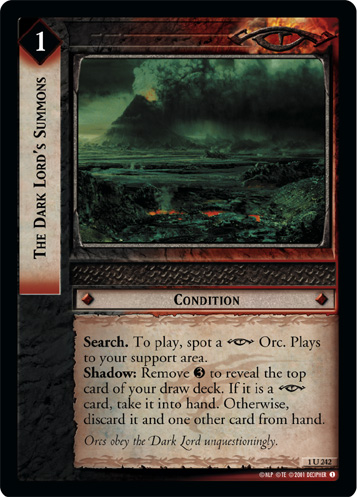 1
THE DARK LORD'S SUMMONS
CONDITION
Search. To play, spot a Orc. Plays
to your support area.
Shadow: Remove 3 to reveal the top
card of your draw deck. If it is a
card, take it into hand. Otherwise,
discard it and one other card from hand.
Orcs obey the Dark Lord unquestioningly.
1 U 242
©NLP ©TE ©2001 DECIPHER